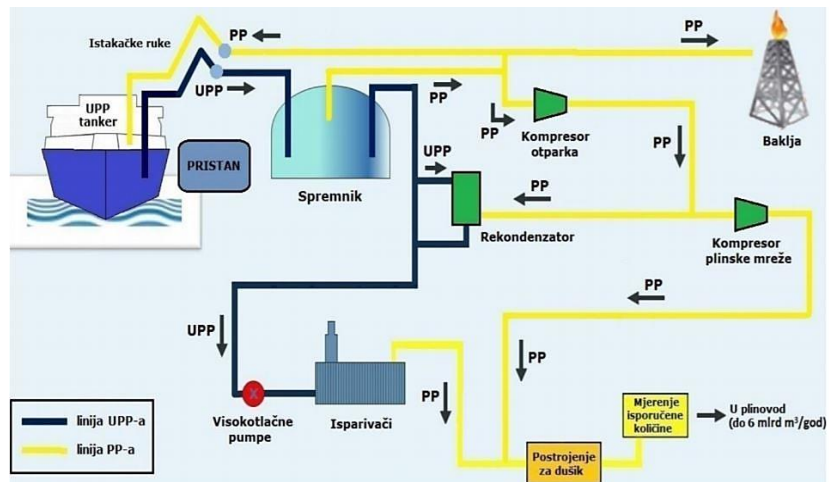 PP
PP
Istakačke ruke
UPP
PP
UPP
tanker
PP
Kompresor
otparka
PP
Baklja
PRISTAN
UPP
Spremnik
PP
Rekondenzator
Kompresor
plinske mreže
PP
UPP
PP
PP
Visokotlačne
pumpe
Isparivači
Mjerenje
isporučene
količine
U plinovod
(do 6 mlrd m³/god)
Postrojenje
za dušik
linija UPP-a
linija PP-a
X